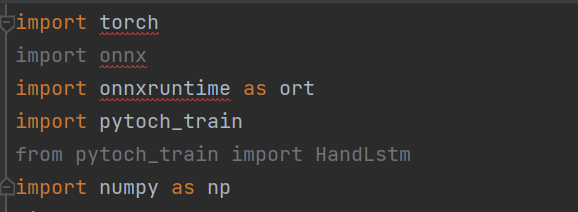 import torch
import onnx
import onnxruntime as ort
import pytoch_train
from pytoch_train import HandLstm
import numpy as np